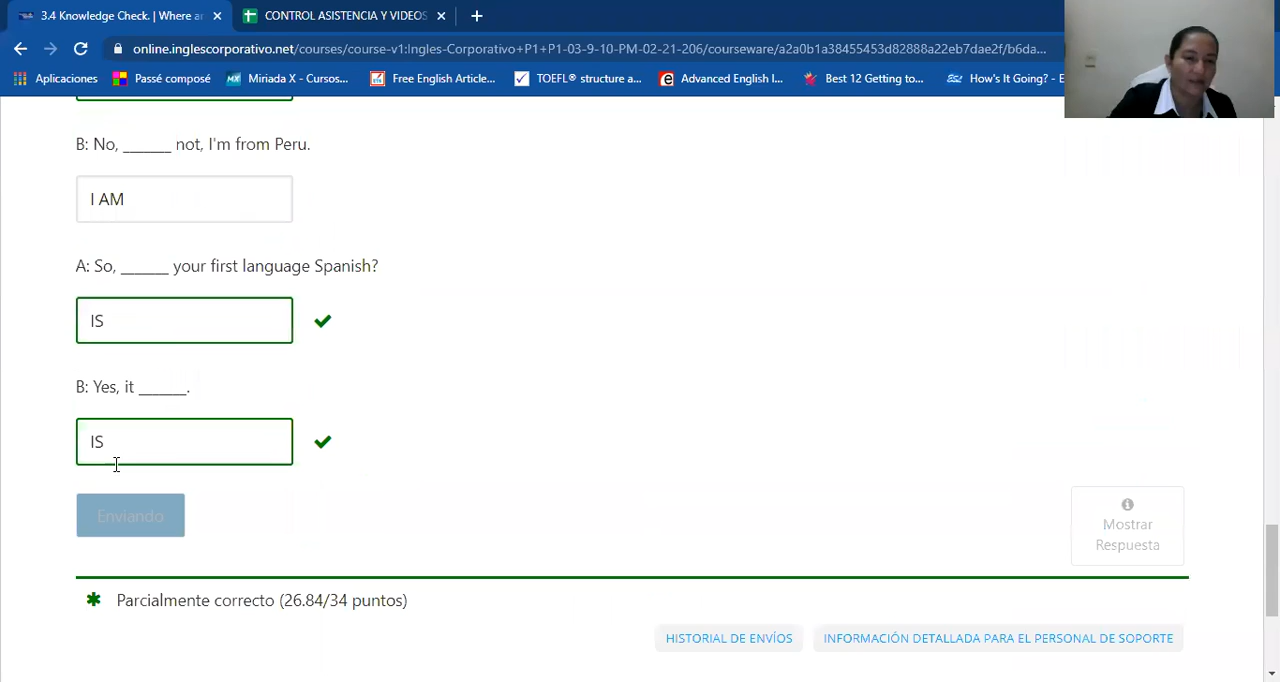 3.4 Knowledge Check. | Where ar
CONTROL ASISTENCIA Y VIDEOS
online.inglescorporativo.net/courses/course-v1:Ingles-Corporativo+P1+P1-03-9-10-PM-02-21-206/courseware/a2a0b1a38455453d82888a22eb7dae2f/b6da...
Aplicaciones Passé composé Miriada X - Cursos... Free English Article... TOEFL® structure a... Advanced English I... Best 12 Getting to... How's It Going? - E
B: No, ______ not, I'm from Peru.
I AM
A: So, ______ your first language Spanish?
IS
B: Yes, it ______.
IS
Enviando
Mostrar
Respuesta
Parcialmente correcto (26.84/34 puntos)
HISTORIAL DE ENVÍOS INFORMACIÓN DETALLADA PARA EL PERSONAL DE SOPORTE